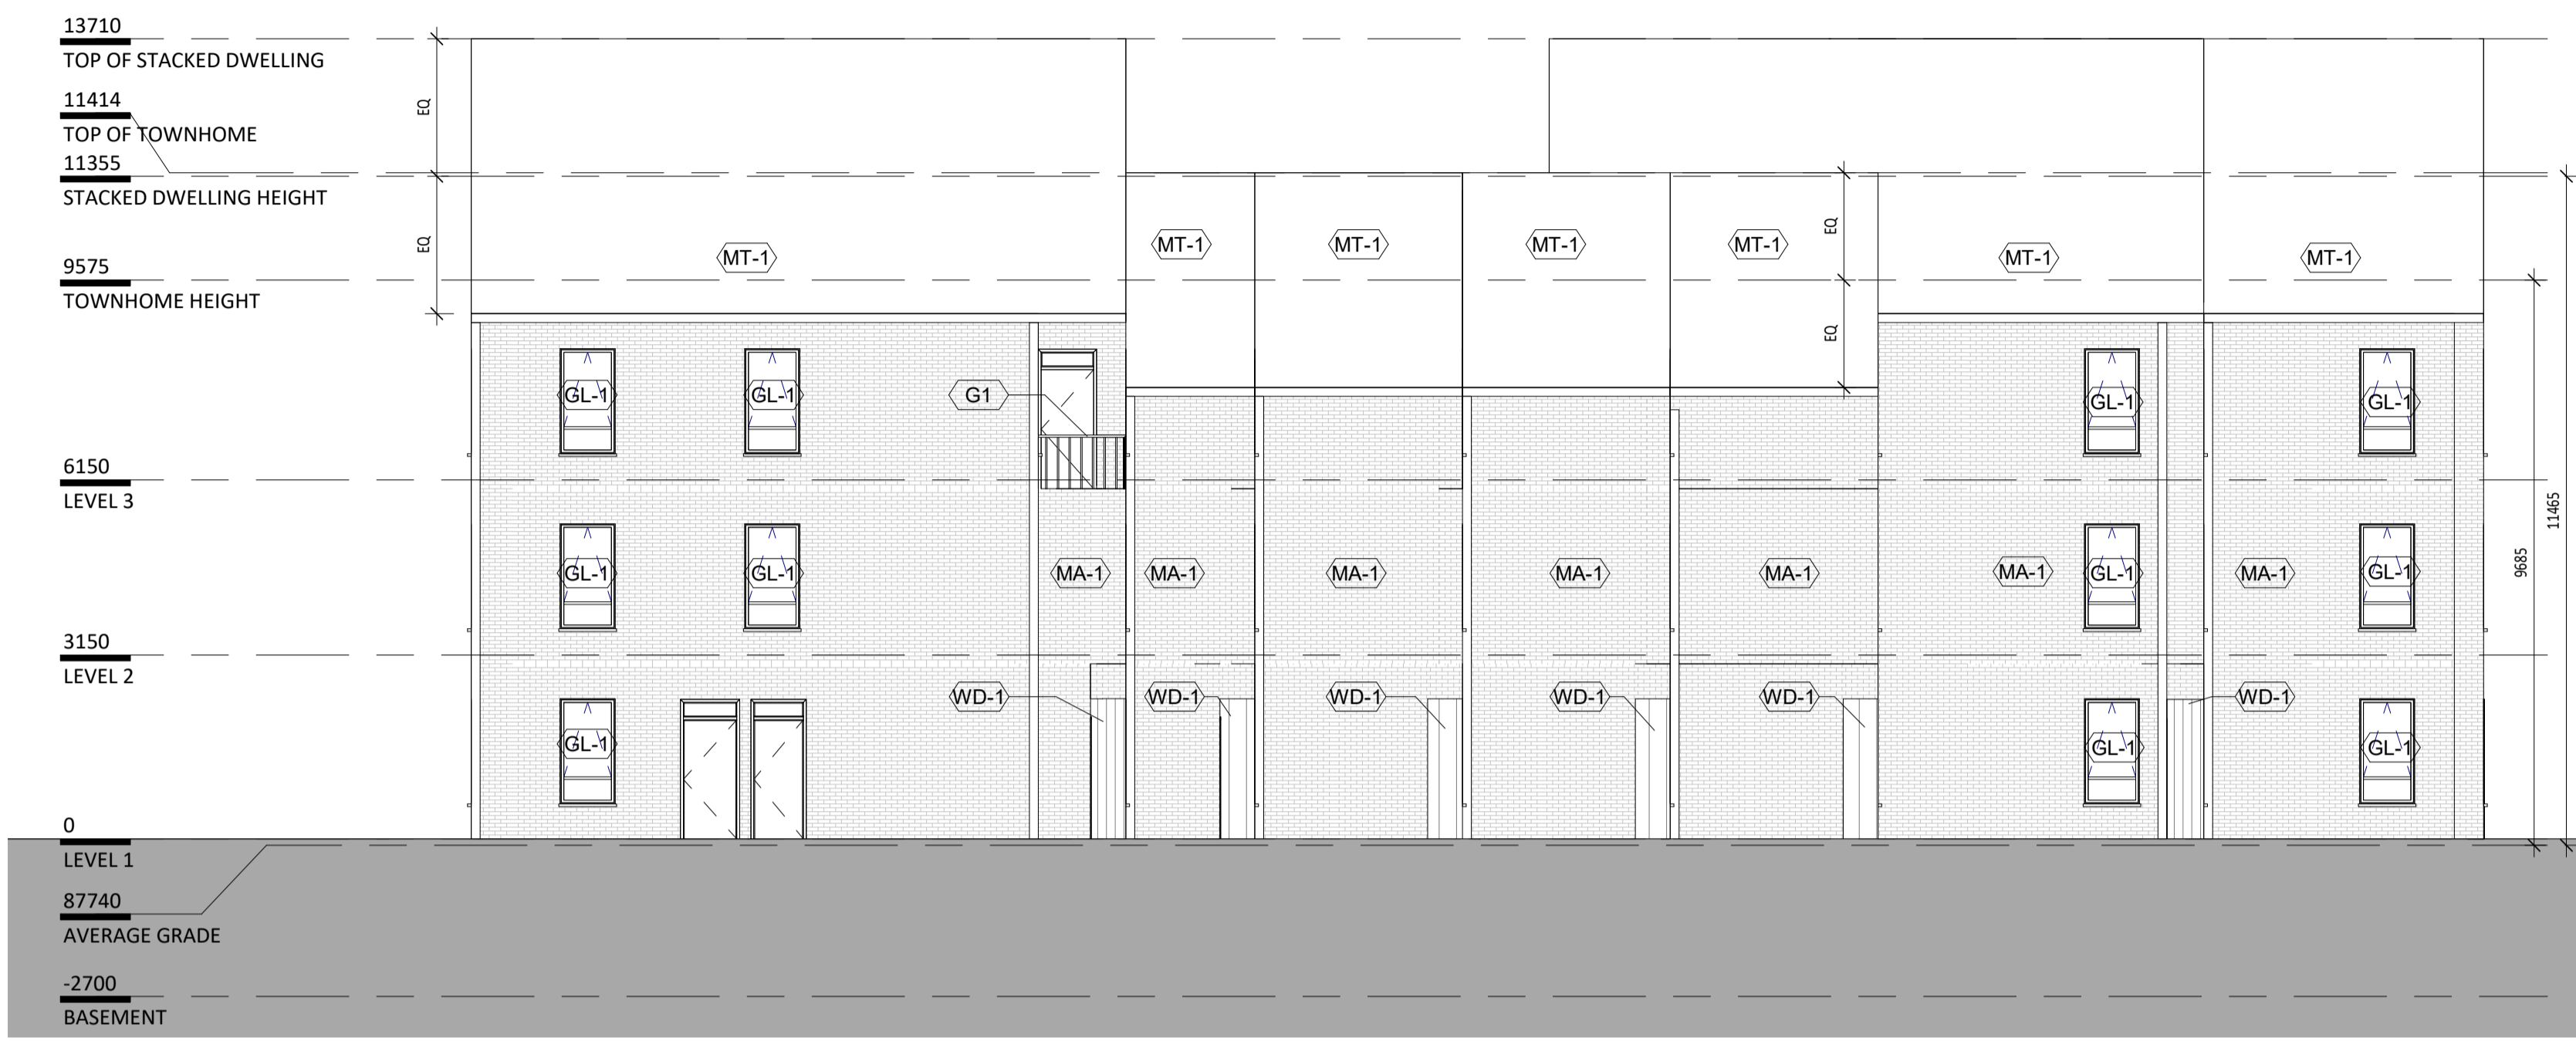 13710
TOP OF STACKED DWELLING
11414
TOP OF TOWNHOME
11355
STACKED DWELLING HEIGHT
9575
TOWNHOME HEIGHT
6150
LEVEL 3
3150
LEVEL 2
0
LEVEL 1
87740
AVERAGE GRADE
-2700
BASEMENT
EQ
EQ
EQ
EQ
MT-1 MT-1 MT-1 MT-1 MT-1 MT-1 MT-1
GL-1 GL-1 G1 GL-1 GL-1
GL-1 GL-1 MA-1 MA-1 MA-1 MA-1 MA-1 MA-1 GL-1 MA-1 GL-1
WD-1 WD-1 WD-1 WD-1 WD-1 WD-1
GL-1 GL-1 GL-1
9685
11465